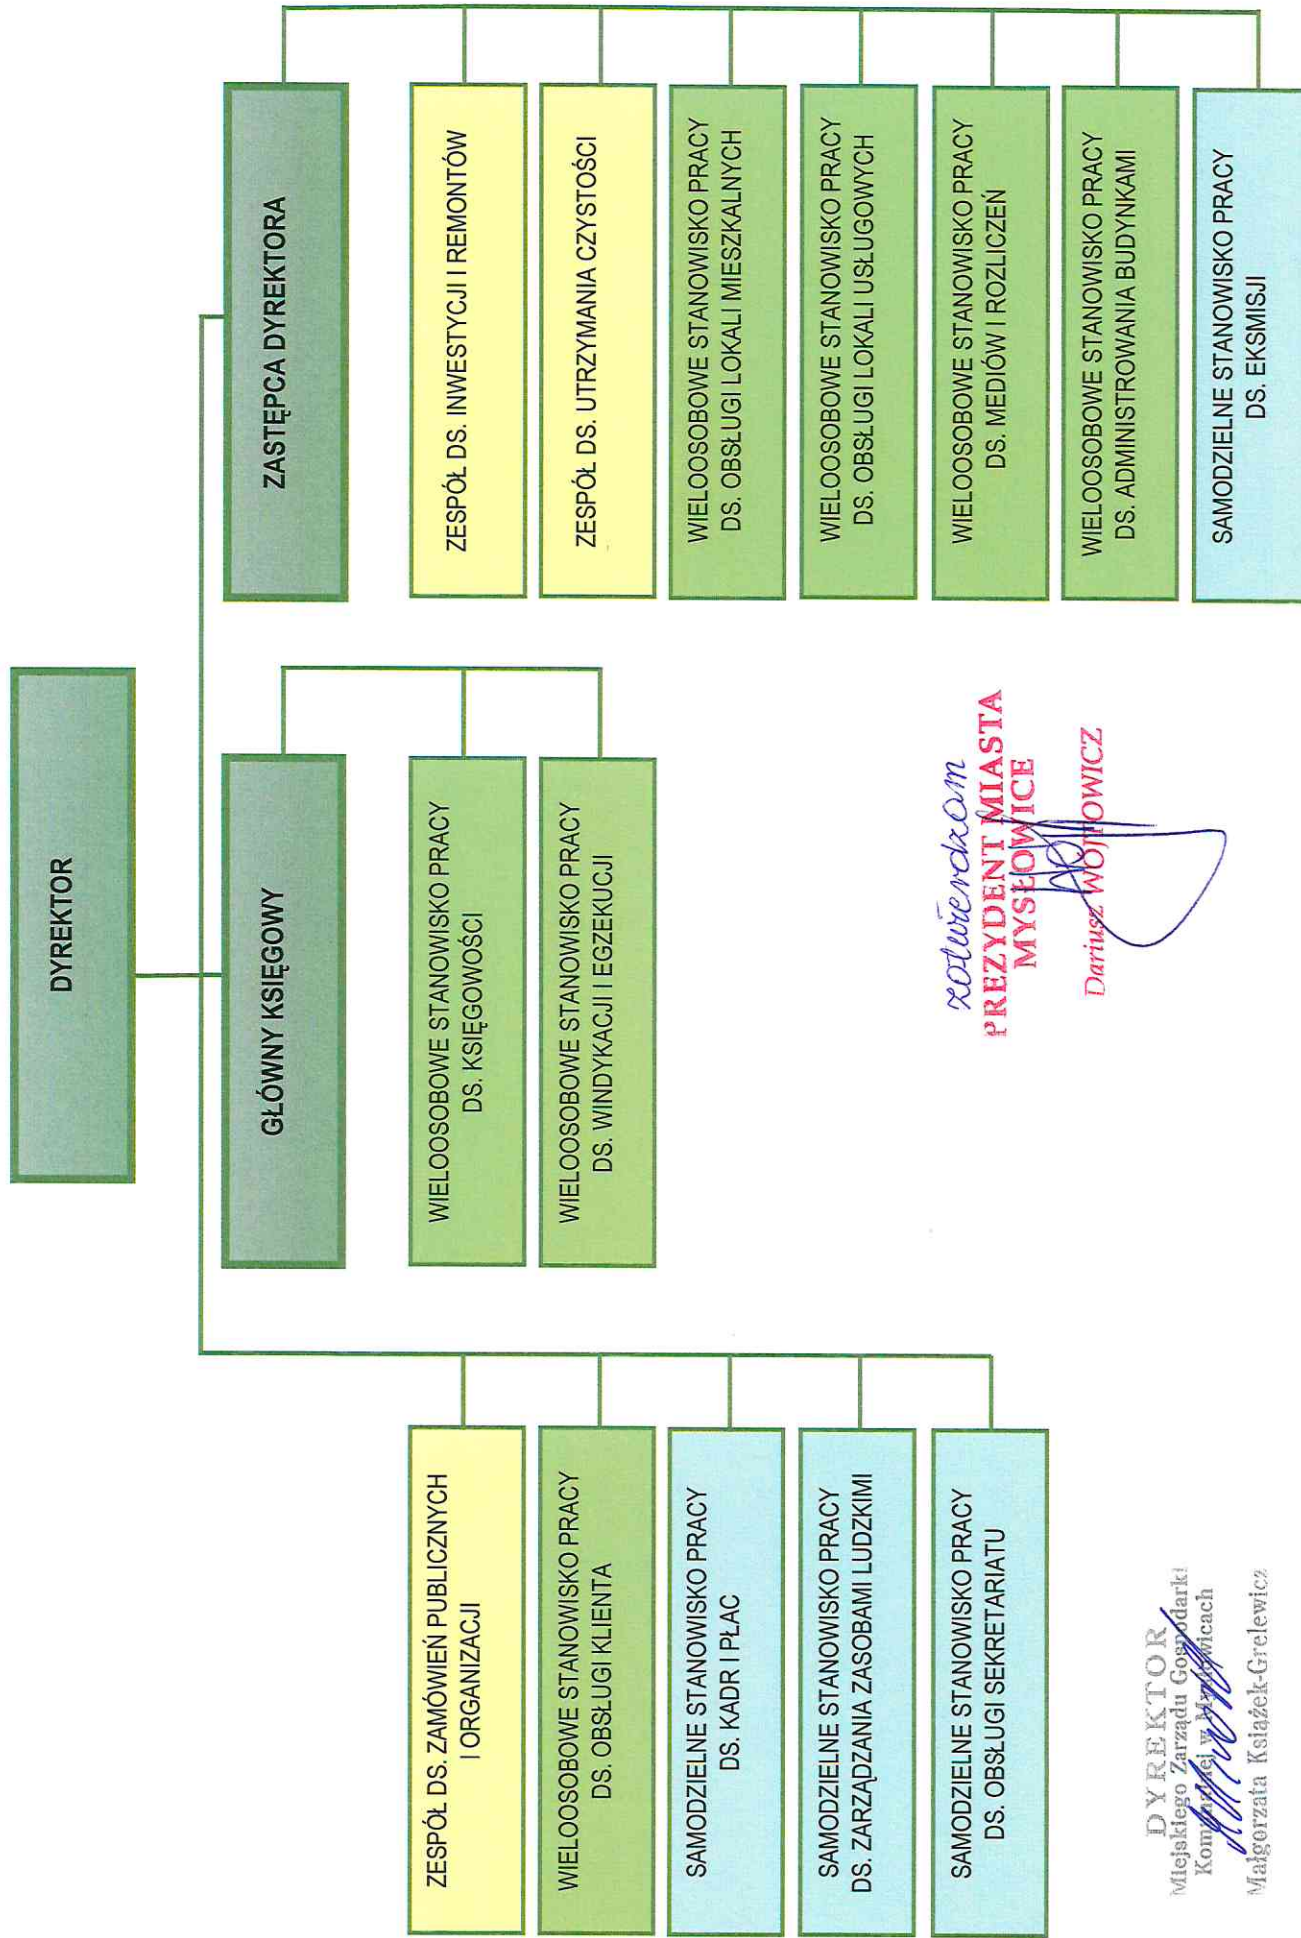 DYREKTOR
GŁÓWNY KSIĘGOWY
ZASTĘPCA DYREKTORA
ZESPÓŁ DS. ZAMÓWIEŃ PUBLICZNYCH
I ORGANIZACJI
WIELOOSOBOWE STANOWISKO PRACY
DS. OBSŁUGI KLIENTA
SAMODZIELNE STANOWISKO PRACY
DS. KADR I PŁAC
SAMODZIELNE STANOWISKO PRACY
DS. ZARZĄDZANIA ZASOBAMI LUDZKIMI
SAMODZIELNE STANOWISKO PRACY
DS. OBSŁUGI SEKRETARIATU
WIELOOSOBOWE STANOWISKO PRACY
DS. KSIĘGOWOŚCI
WIELOOSOBOWE STANOWISKO PRACY
DS. WINDYKACJI I EGZEKUCJI
ZESPÓŁ DS. INWESTYCJI I REMONTÓW
ZESPÓŁ DS. UTRZYMANIA CZYSTOŚCI
WIELOOSOBOWE STANOWISKO PRACY
DS. OBSŁUGI LOKALI MIESZKALNYCH
WIELOOSOBOWE STANOWISKO PRACY
DS. OBSŁUGI LOKALI USŁUGOWYCH
WIELOOSOBOWE STANOWISKO PRACY
DS. MEDIÓW I ROZLICZEŃ
WIELOOSOBOWE STANOWISKO PRACY
DS. ADMINISTROWANIA BUDYNKAMI
SAMODZIELNE STANOWISKO PRACY
DS. EKSMISJI
zatwierdzam
PREZYDENT MIASTA
MYSŁOWICE
Dariusz WÓJTOWICZ
DYREKTOR
Miejskiego Zarządu Gospodarki
Komunalnej w Mysłowicach
Małgorzata Książek-Grelewicz